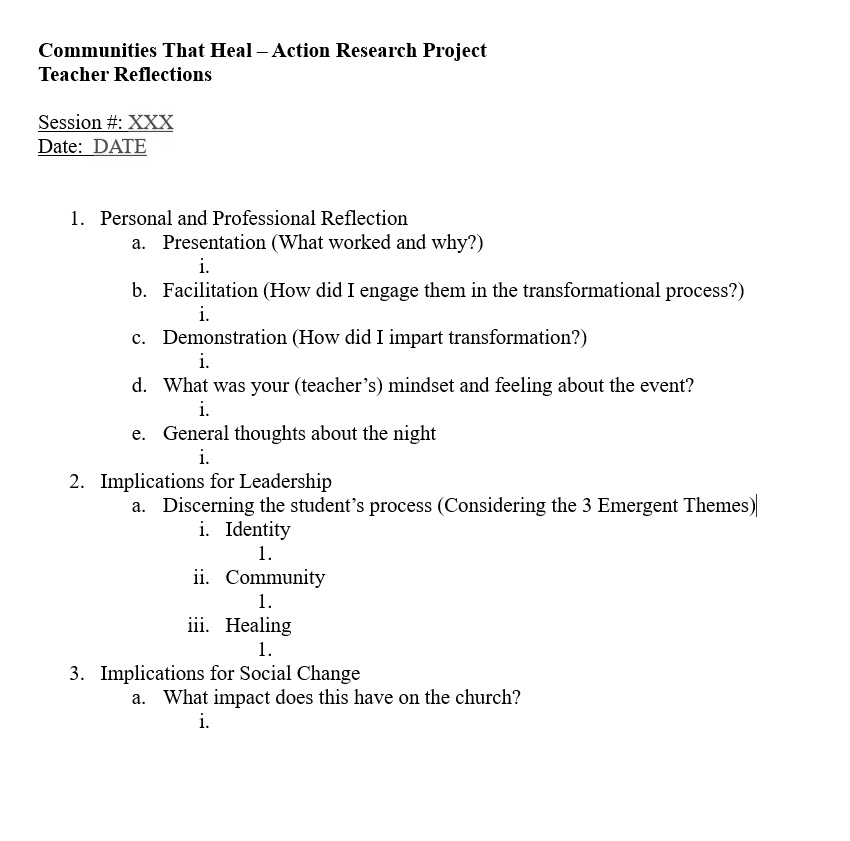 Communities That Heal – Action Research Project
Teacher Reflections
Session #: XXX
Date:  DATE
1. Personal and Professional Reflection
a. Presentation (What worked and why?)
i.
b. Facilitation (How did I engage them in the transformational process?)
i.
c. Demonstration (How did I impart transformation?)
i.
d. What was your (teacher’s) mindset and feeling about the event?
i.
e. General thoughts about the night
i.
2. Implications for Leadership
a. Discerning the student’s process (Considering the 3 Emergent Themes)
i. Identity
1.
ii. Community
1.
iii. Healing
1.
3. Implications for Social Change
a. What impact does this have on the church?
i.